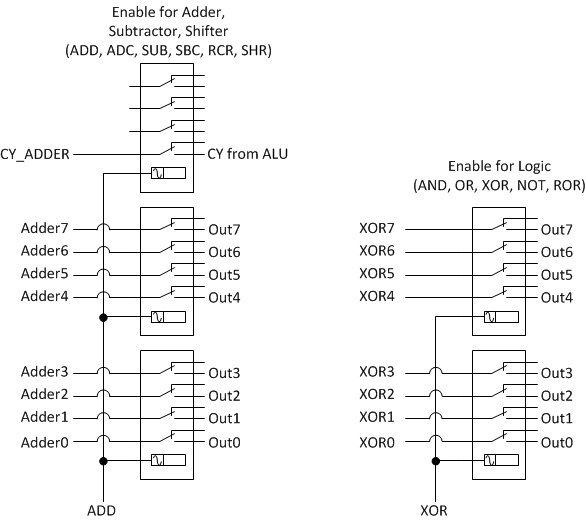 Enable for Adder,
Subtractor, Shifter
(ADD, ADC, SUB, SBC, RCR, SHR)
CY_ADDER
CY from ALU
Adder7
Out7
Adder6
Out6
Adder5
Out5
Adder4
Out4
Adder3
Out3
Adder2
Out2
Adder1
Out1
Adder0
Out0
ADD
Enable for Logic
(AND, OR, XOR, NOT, ROR)
XOR7
Out7
XOR6
Out6
XOR5
Out5
XOR4
Out4
XOR3
Out3
XOR2
Out2
XOR1
Out1
XOR0
Out0
XOR